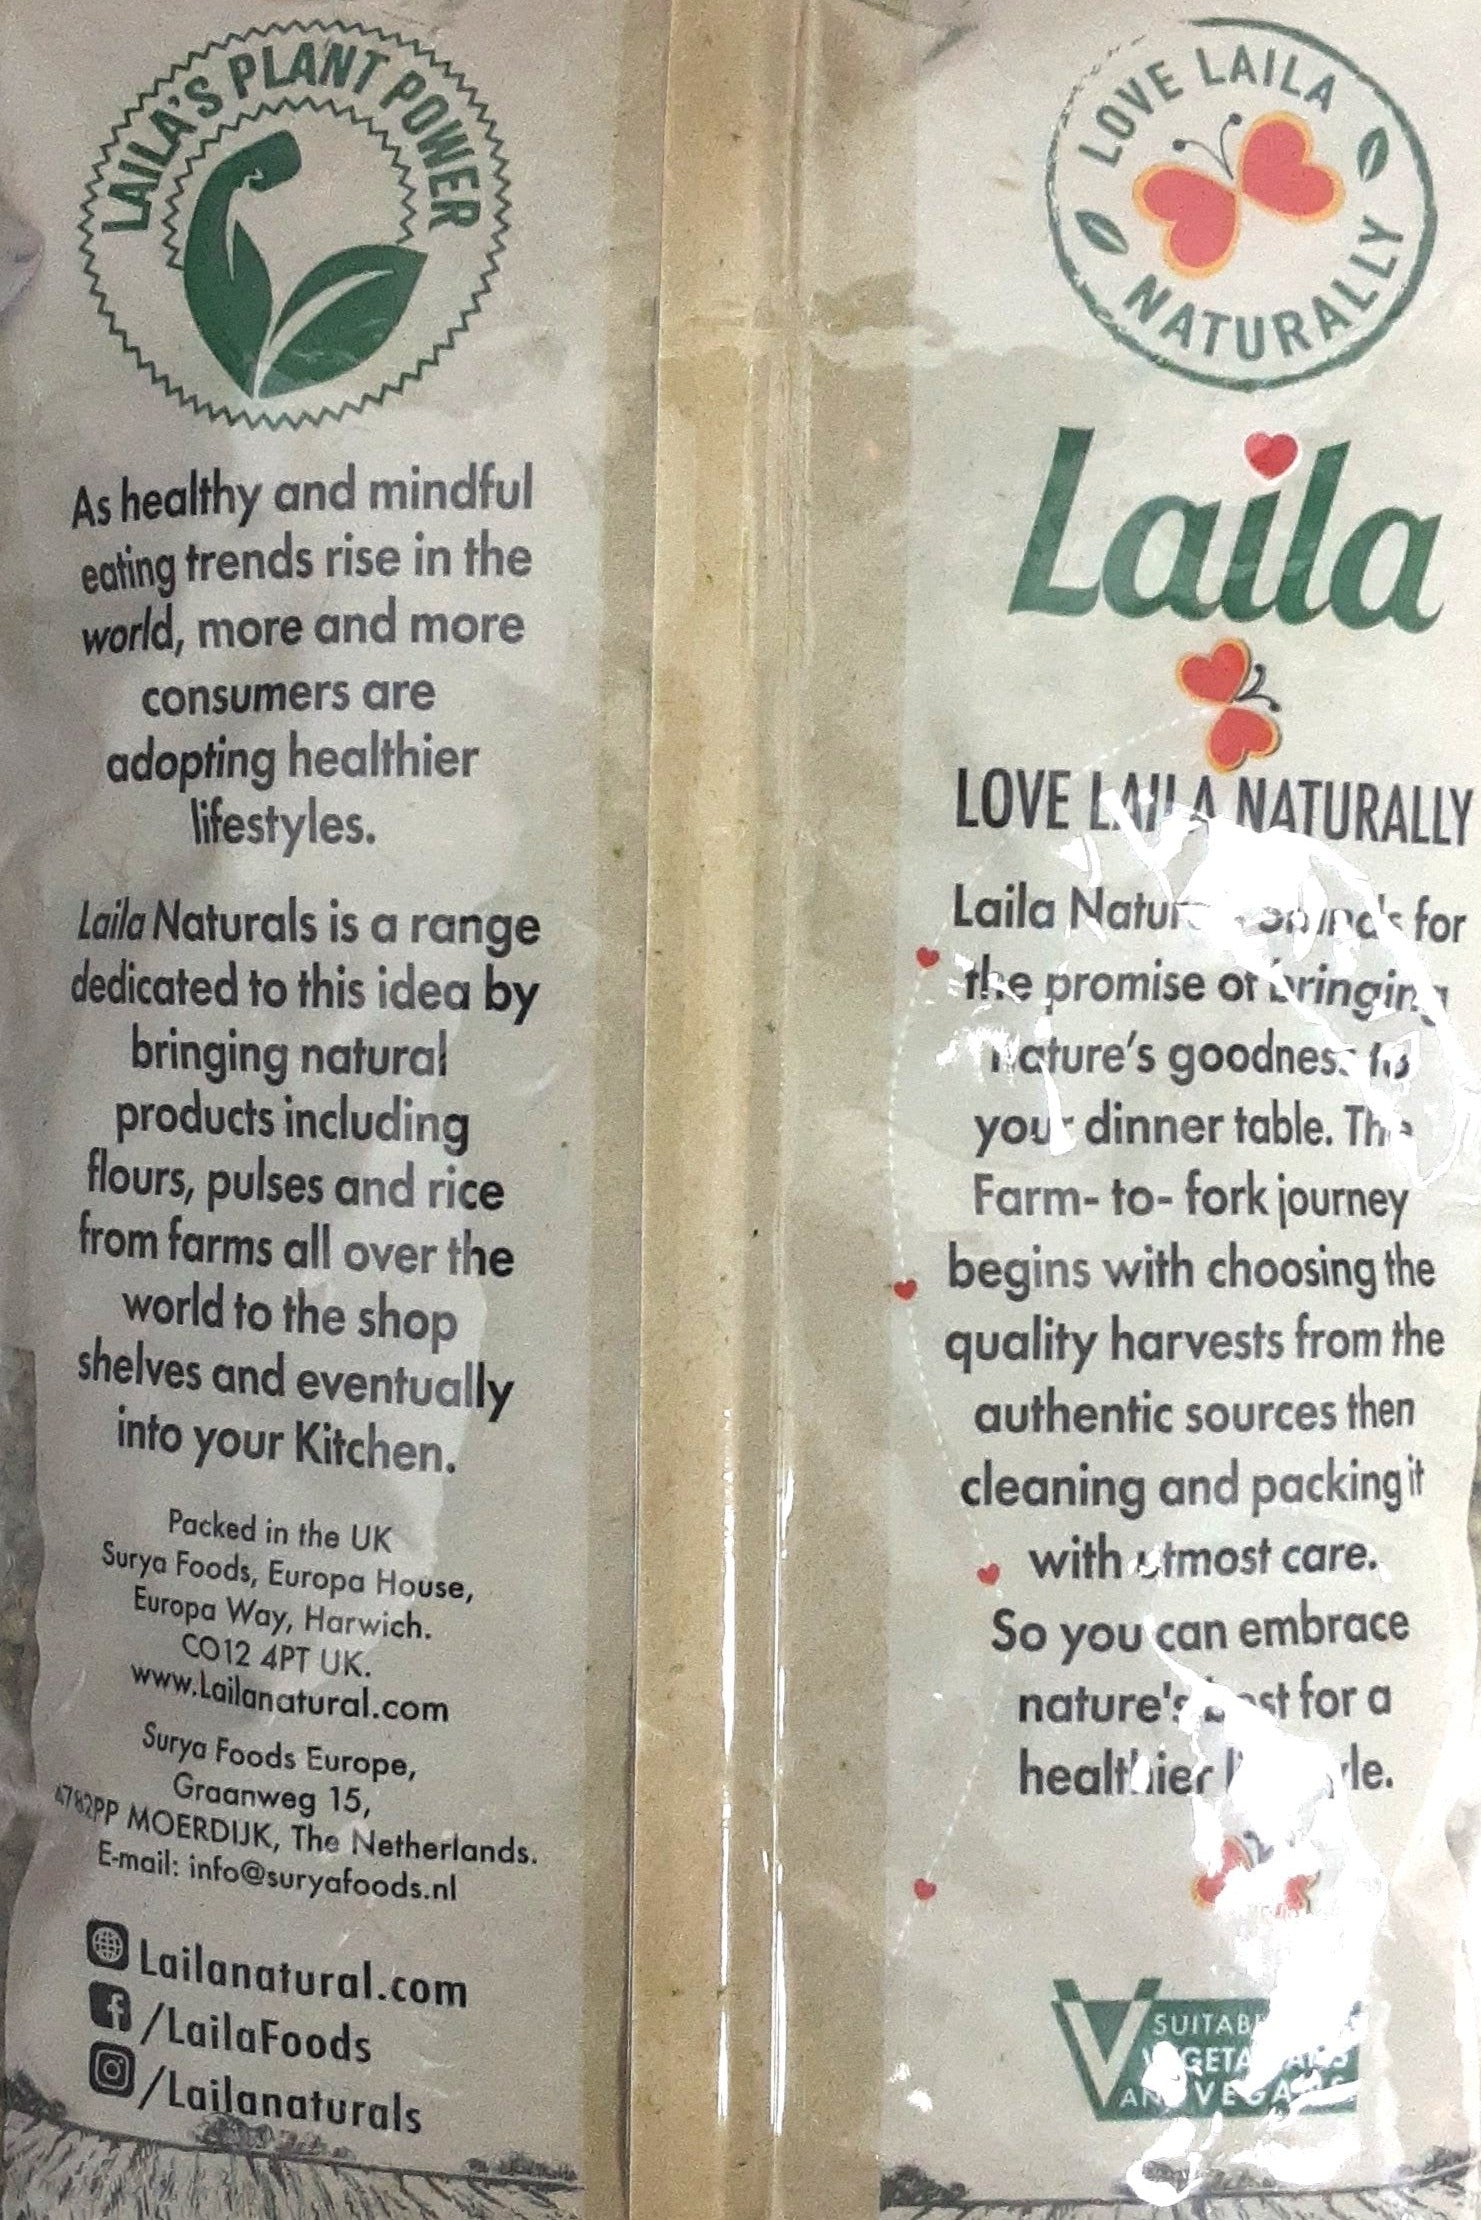 LAILA'S PLANT POWER
As healthy and mindful
eating trends rise in the
world, more and more
consumers are
adopting healthier
lifestyles.
Laila Naturals is a range
dedicated to this idea by
bringing natural
products including
flours, pulses and rice
from farms all over the
world to the shop
shelves and eventually
into your Kitchen.
Packed in the UK
Surya Foods, Europa House,
Europa Way, Harwich.
CO12 4PT UK.
www.Lailanatural.com
Surya Foods Europe,
Graanweg 15,
4782PP MOERDIJK, The Netherlands.
E-mail: info@suryafoods.nl
Lailanatural.com
/LailaFoods
/Lailanaturals
LOVE LAILA
NATURALLY
Laila
LOVE LAILA NATURALLY
Laila for
the promise of bringing
nature's goodness to
your dinner table. The
Farm- to- fork journey
begins with choosing the
quality harvests from the
authentic sources then
cleaning and packing it
with utmost care.
So you can embrace
nature's best for a
healthier
V
SUITABLE
VEGETARIANS
AND VEGANS